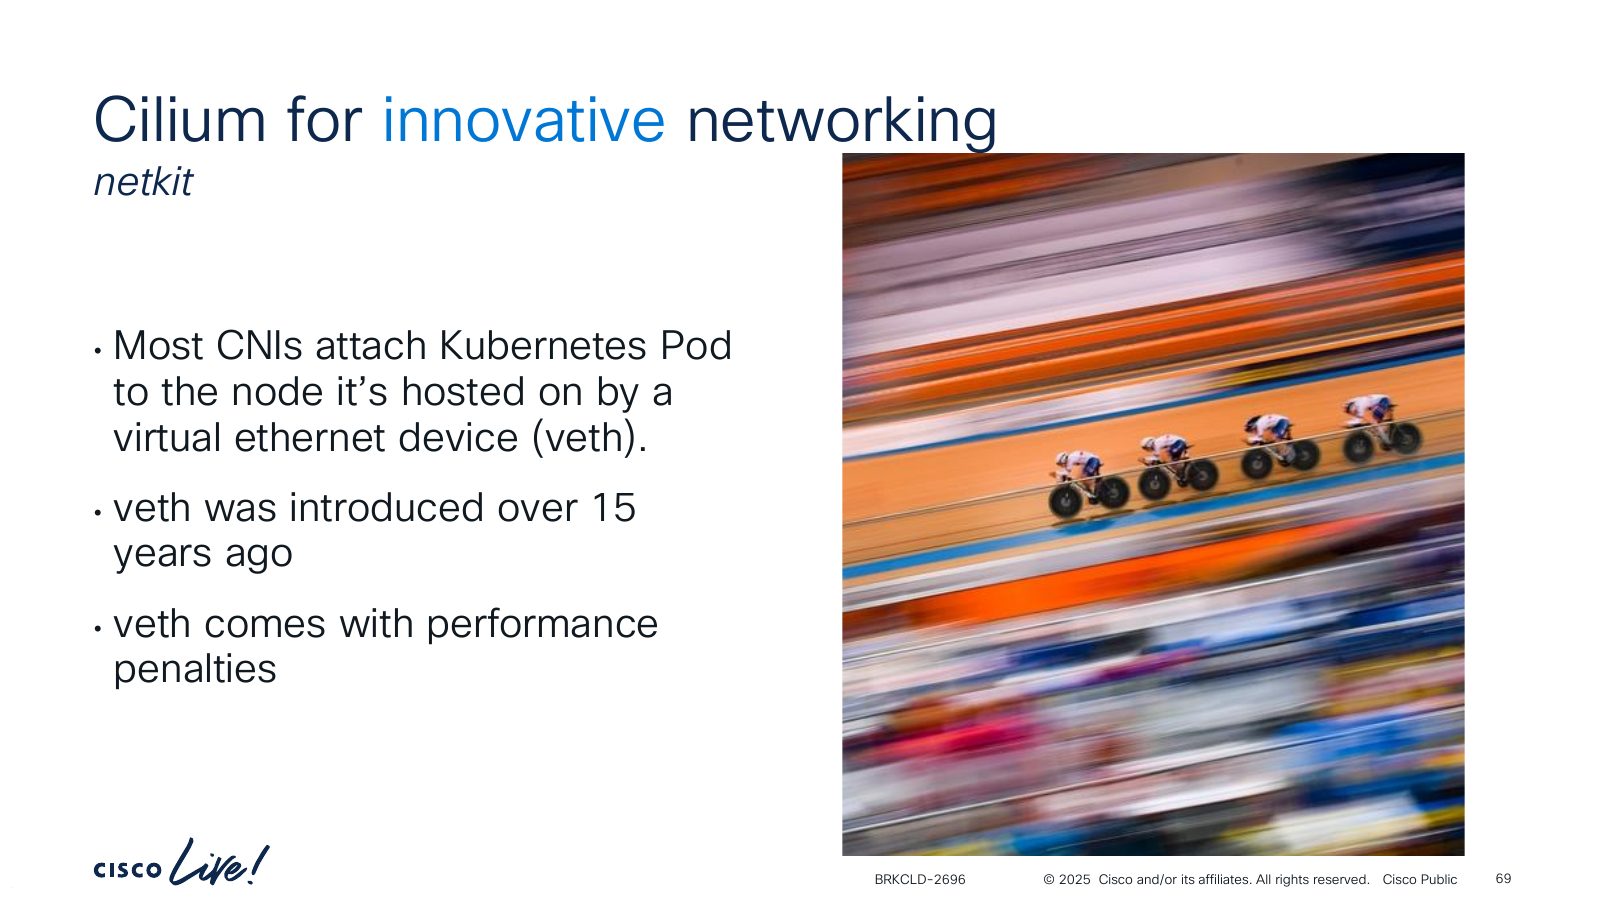 Cilium for innovative networking
netkit
• Most CNIs attach Kubernetes Pod
to the node it’s hosted on by a
virtual ethernet device (veth).
• veth was introduced over 15
years ago
• veth comes with performance
penalties
CISCO Live!
BRKCLD-2696
© 2025 Cisco and/or its affiliates. All rights reserved. Cisco Public
69